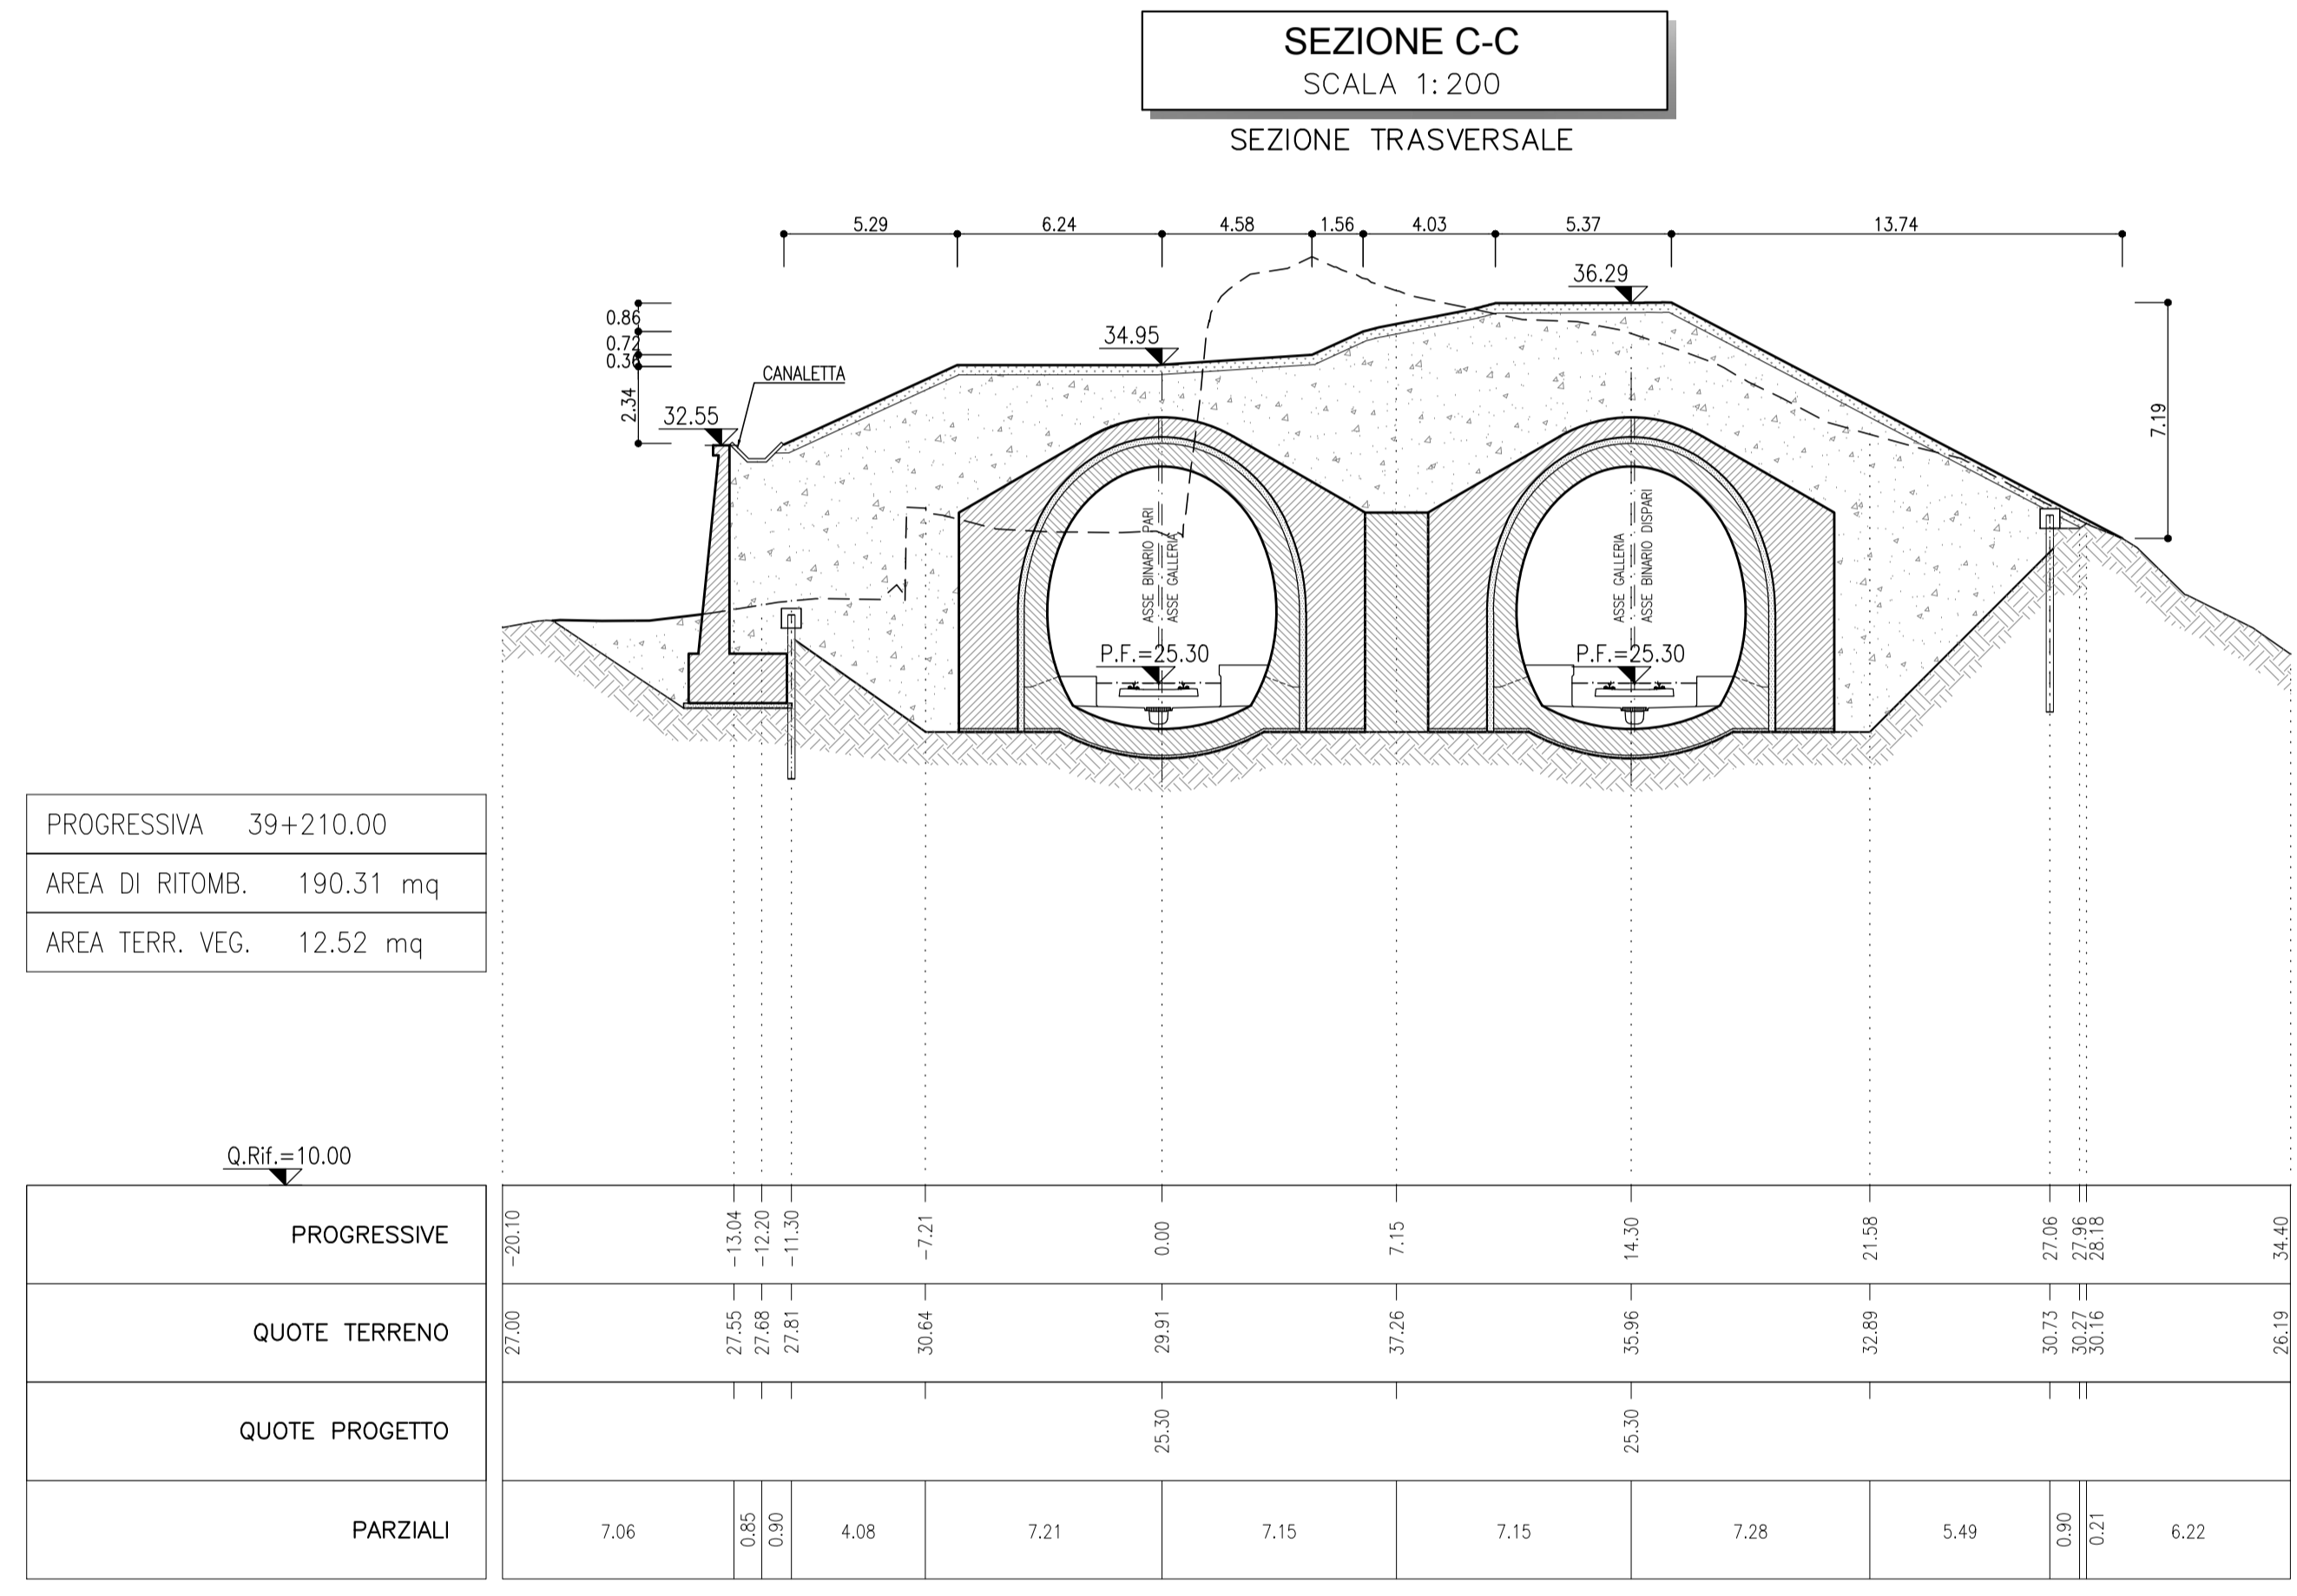 SEZIONE C-C
SCALA 1:200
SEZIONE TRASVERSALE
5.29 6.24 4.58 1.56 4.03 5.37 13.74
36.29
0.86
34.95
0.72
0.36
CANALETTA
2.34
32.55
7.19
ASSE BINARIO PARI
ASSE GALLERIA
ASSE GALLERIA
ASSE BINARIO DISPARI
P.F.=25.30 P.F.=25.30
PROGRESSIVA 39+210.00
AREA DI RITOMB. 190.31 mq
AREA TERR. VEG. 12.52 mq
Q.Rif.=10.00
PROGRESSIVE -20.10 -13.04 -12.20 -11.30 -7.21 0.00 7.15 14.30 21.58 27.06 27.96 28.18 34.40
QUOTE TERRENO 27.00 27.55 27.68 27.81 30.64 29.91 37.26 35.96 32.89 30.73 30.27 30.16 26.19
QUOTE PROGETTO 25.30 25.30
PARZIALI 7.06 0.85 0.90 4.08 7.21 7.15 7.15 7.28 5.49 0.90 0.21 6.22